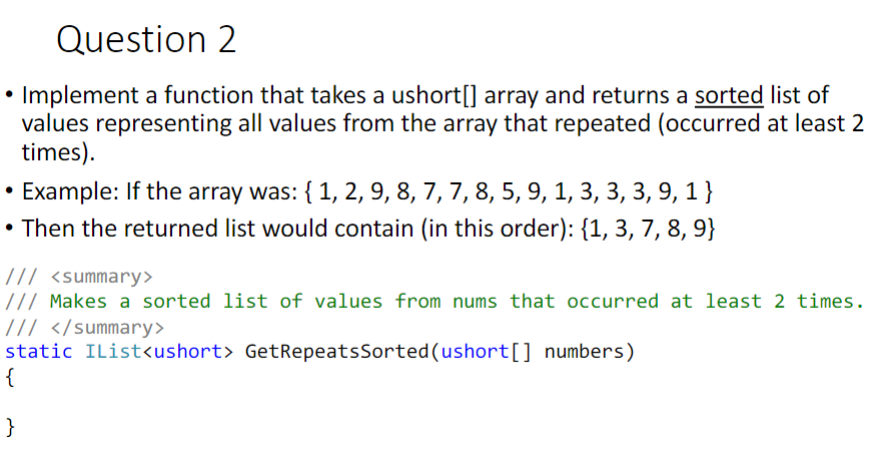 Question 2
• Implement a function that takes a ushort[] array and returns a sorted list of
values representing all values from the array that repeated (occurred at least 2
times).
• Example: If the array was: { 1, 2, 9, 8, 7, 7, 8, 5, 9, 1, 3, 3, 3, 9, 1 }
• Then the returned list would contain (in this order): {1, 3, 7, 8, 9}
/// <summary>
/// Makes a sorted list of values from nums that occurred at least 2 times.
/// </summary>
static IList<ushort> GetRepeatsSorted(ushort[] numbers)
{
}